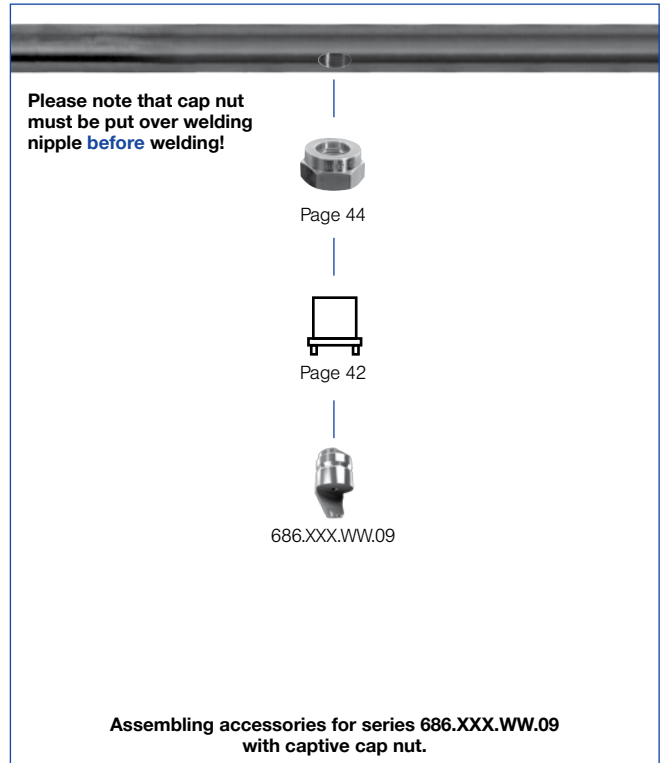 Please note that cap nut
must be put over welding
nipple before welding!
Page 44
Page 42
686.XXX.WW.09
Assembling accessories for series 686.XXX.WW.09
with captive cap nut.